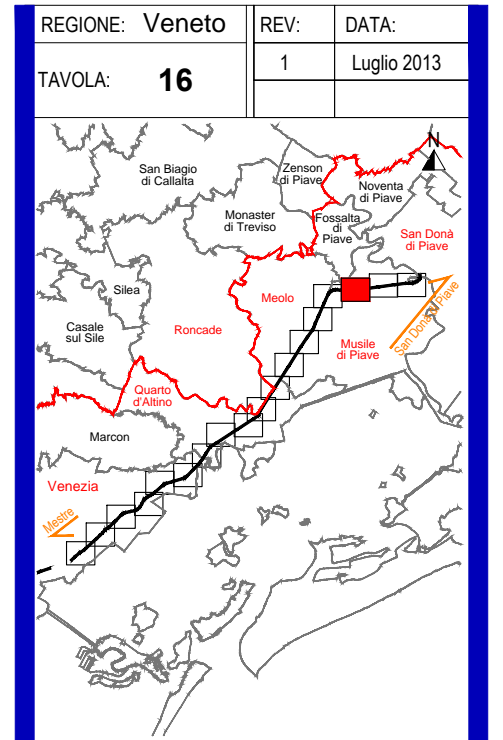 REGIONE: Veneto
REV:
DATA:
TAVOLA: 16
1
Luglio 2013
N
San Biagio
di Callalta
Zenson
di Piave
Noventa
di Piave
Monaster
di Treviso
Fossalta
di
Piave
San Donà
di Piave
Silea
Meolo
Casale
sul Sile
Roncade
Musile
di Piave
San Donà di Piave
Quarto
d'Altino
Marcon
Venezia
Mestre